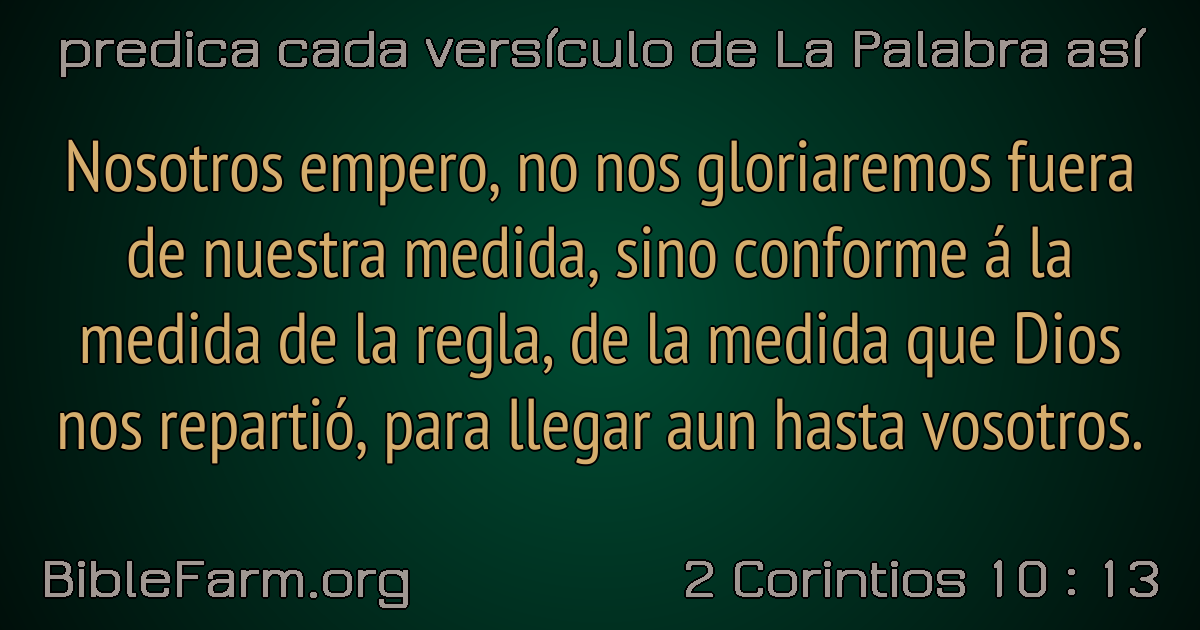 predica cada versículo de La Palabra así
Nosotros empero, no nos gloriaremos fuera
de nuestra medida, sino conforme á la
medida de la regla, de la medida que Dios
nos repartió, para llegar aun hasta vosotros.
BibleFarm.org
2 Corintios 10 : 13